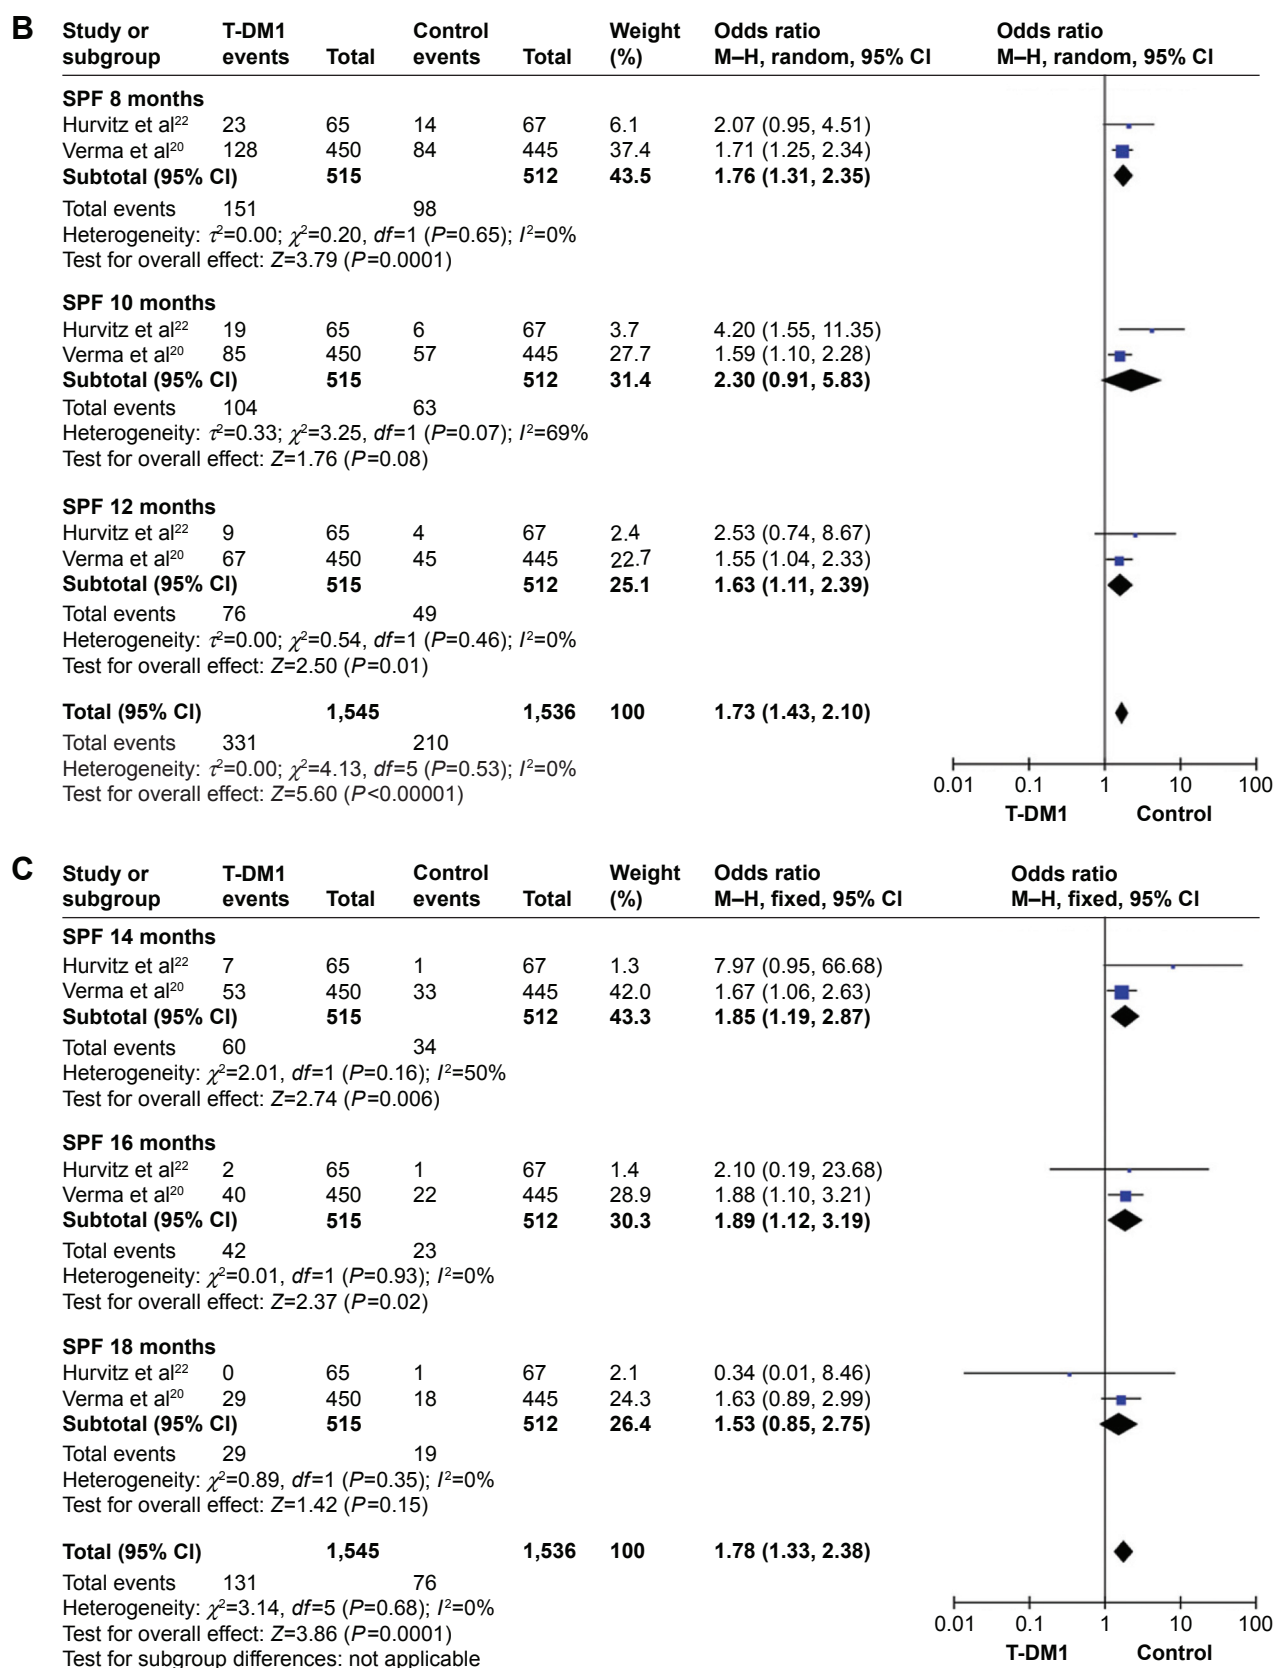 B Study or T-DM1 Control Weight Odds ratio Odds ratio
subgroup events Total events Total (%) M–H, random, 95% CI M–H, random, 95% CI
SPF 8 months
Hurvitz et al22 23 65 14 67 6.1 2.07 (0.95, 4.51)
Verma et al20 128 450 84 445 37.4 1.71 (1.25, 2.34)
Subtotal (95% CI) 515 512 43.5 1.76 (1.31, 2.35)
Total events 151 98
Heterogeneity: τ2=0.00; χ2=0.20, df=1 (P=0.65); I2=0%
Test for overall effect: Z=3.79 (P=0.0001)
SPF 10 months
Hurvitz et al22 19 65 6 67 3.7 4.20 (1.55, 11.35)
Verma et al20 85 450 57 445 27.7 1.59 (1.10, 2.28)
Subtotal (95% CI) 515 512 31.4 2.30 (0.91, 5.83)
Total events 104 63
Heterogeneity: τ2=0.33; χ2=3.25, df=1 (P=0.07); I2=69%
Test for overall effect: Z=1.76 (P=0.08)
SPF 12 months
Hurvitz et al22 9 65 4 67 2.4 2.53 (0.74, 8.67)
Verma et al20 67 450 45 445 22.7 1.55 (1.04, 2.33)
Subtotal (95% CI) 515 512 25.1 1.63 (1.11, 2.39)
Total events 76 49
Heterogeneity: τ2=0.00; χ2=0.54, df=1 (P=0.46); I2=0%
Test for overall effect: Z=2.50 (P=0.01)
Total (95% CI) 1,545 1,536 100 1.73 (1.43, 2.10)
Total events 331 210
Heterogeneity: τ2=0.00; χ2=4.13, df=5 (P=0.53); I2=0%
Test for overall effect: Z=5.60 (P<0.00001)
0.01 0.1 1 10 100
T-DM1 Control
C Study or T-DM1 Control Weight Odds ratio Odds ratio
subgroup events Total events Total (%) M–H, fixed, 95% CI M–H, fixed, 95% CI
SPF 14 months
Hurvitz et al22 7 65 1 67 1.3 7.97 (0.95, 66.68)
Verma et al20 53 450 33 445 42.0 1.67 (1.06, 2.63)
Subtotal (95% CI) 515 512 43.3 1.85 (1.19, 2.87)
Total events 60 34
Heterogeneity: χ2=2.01, df=1 (P=0.16); I2=50%
Test for overall effect: Z=2.74 (P=0.006)
SPF 16 months
Hurvitz et al22 2 65 1 67 1.4 2.10 (0.19, 23.68)
Verma et al20 40 450 22 445 28.9 1.88 (1.10, 3.21)
Subtotal (95% CI) 515 512 30.3 1.89 (1.12, 3.19)
Total events 42 23
Heterogeneity: χ2=0.01, df=1 (P=0.93); I2=0%
Test for overall effect: Z=2.37 (P=0.02)
SPF 18 months
Hurvitz et al22 0 65 1 67 2.1 0.34 (0.01, 8.46)
Verma et al20 29 450 18 445 24.3 1.63 (0.89, 2.99)
Subtotal (95% CI) 515 512 26.4 1.53 (0.85, 2.75)
Total events 29 19
Heterogeneity: χ2=0.89, df=1 (P=0.35); I2=0%
Test for overall effect: Z=1.42 (P=0.15)
Total (95% CI) 1,545 1,536 100 1.78 (1.33, 2.38)
Total events 131 76
Heterogeneity: χ2=3.14, df=5 (P=0.68); I2=0%
Test for overall effect: Z=3.86 (P=0.0001)
Test for subgroup differences: not applicable
0.01 0.1 1 10 100
T-DM1 Control